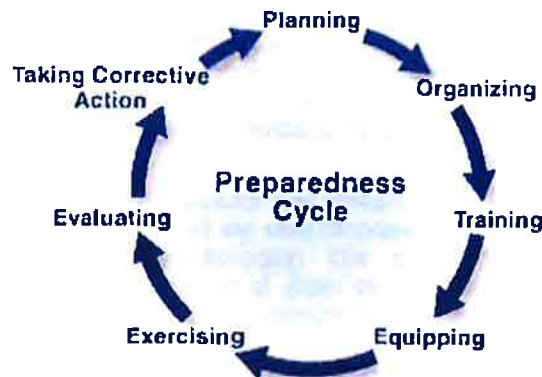 Planning
Organizing
Training
Equipping
Exercising
Evaluating
Taking Corrective
Action
Preparedness
Cycle